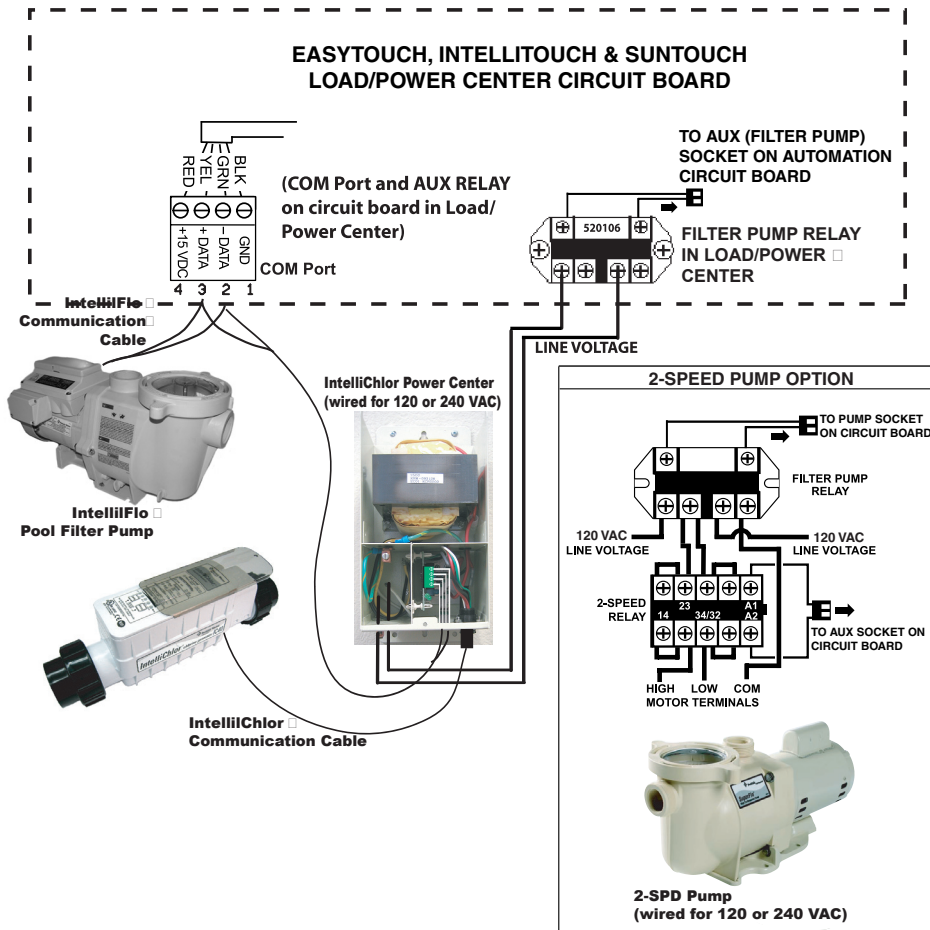 EASYTOUCH, INTELLITOUCH & SUNTOUCH
LOAD/POWER CENTER CIRCUIT BOARD
RED
YEL
GRN
BLK
+15 VDC
+ DATA
– DATA
GND
4 3 2 1
COM Port
(COM Port and AUX RELAY
on circuit board in Load/
Power Center)
TO AUX (FILTER PUMP)
SOCKET ON AUTOMATION
CIRCUIT BOARD
520106
FILTER PUMP RELAY
IN LOAD/POWER □
CENTER
LINE VOLTAGE
IntellilFlo □
Communication□
Cable
IntellilFlo □
Pool Filter Pump
IntelliChlor Power Center
(wired for 120 or 240 VAC)
IntelliChlor
IntellilChlor □
Communication Cable
2-SPEED PUMP OPTION
TO PUMP SOCKET
ON CIRCUIT BOARD
FILTER PUMP
RELAY
120 VAC
LINE VOLTAGE
120 VAC
LINE VOLTAGE
2-SPEED
RELAY
14
23
34/32
A1
A2
TO AUX SOCKET ON
CIRCUIT BOARD
HIGH LOW COM
MOTOR TERMINALS
2-SPD Pump
(wired for 120 or 240 VAC)